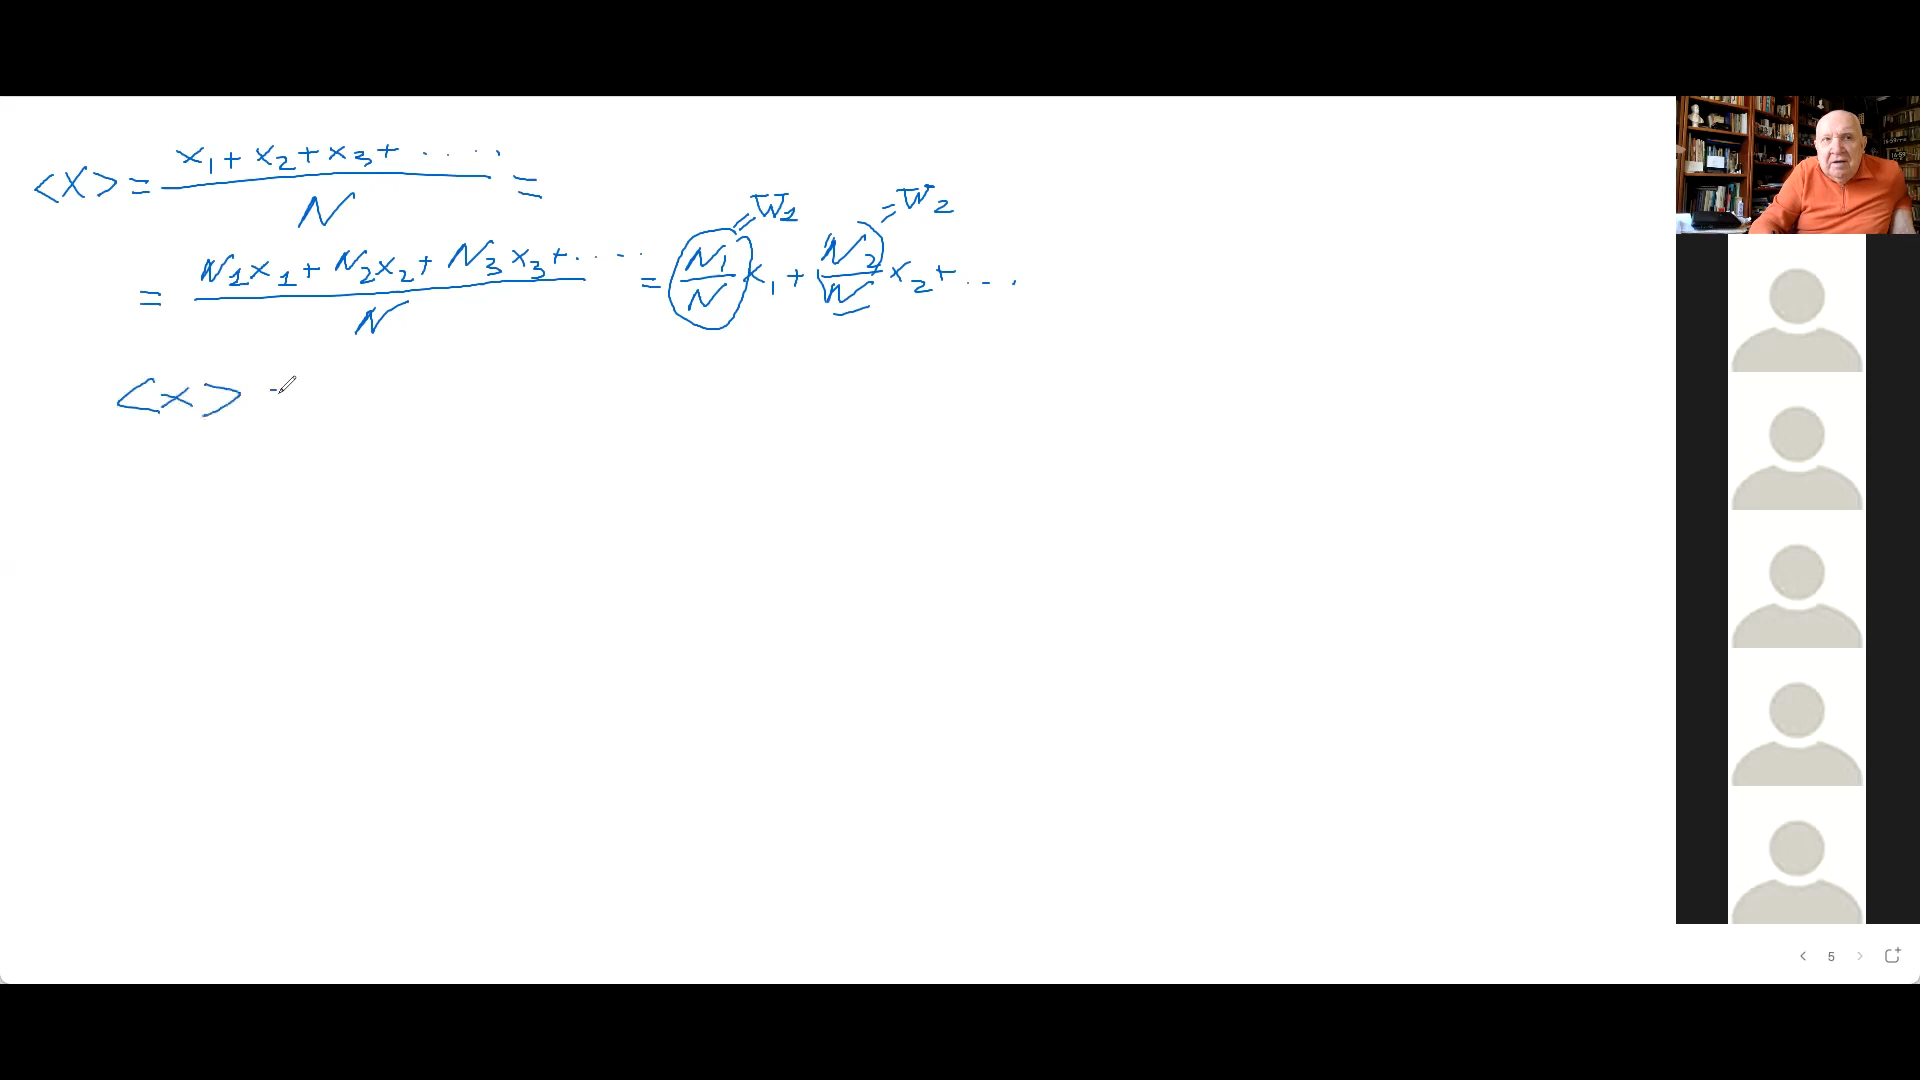 <X> = (x₁ + x₂ + x₃ + ·····)/N =
= (N₁x₁ + N₂x₂ + N₃x₃ + ·····)/N = (N₁/N) x₁ + (N₂/N) x₂ + ....
= W₁ = W₂
<x> -
5